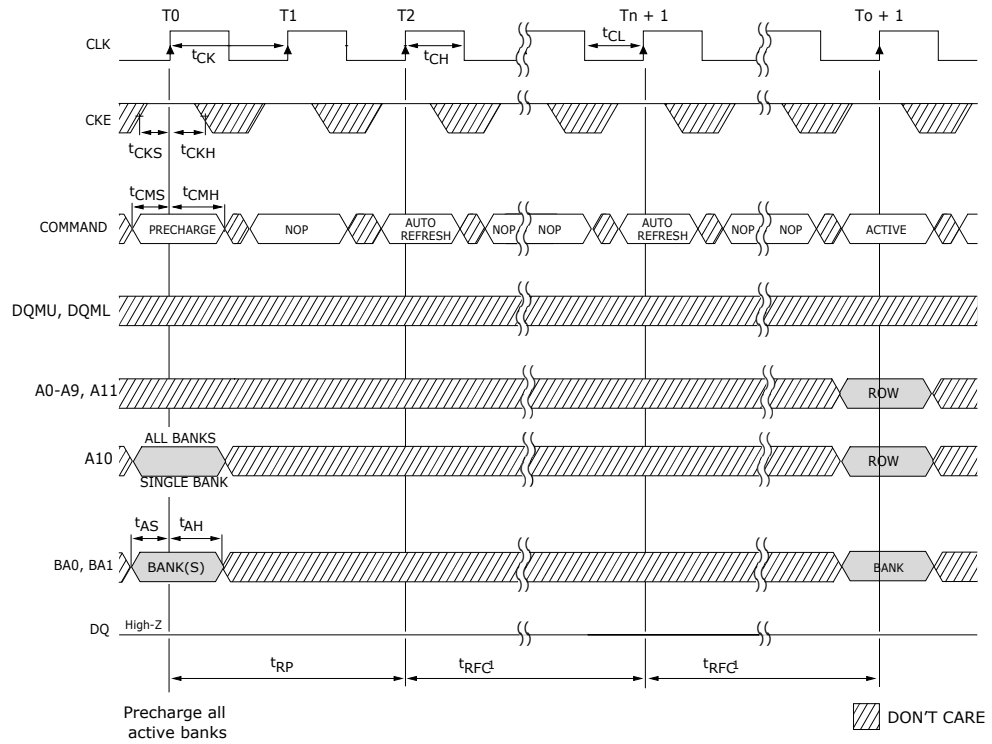 T0 T1 T2 Tn + 1 To + 1
CLK
tCK tCH tCL
CKE
tCKS tCKH
tCMS tCMH
COMMAND PRECHARGE NOP AUTO REFRESH NOP NOP AUTO REFRESH NOP NOP ACTIVE
DQMU, DQML
A0-A9, A11 ROW
ALL BANKS
A10 ROW
SINGLE BANK
tAS tAH
BA0, BA1 BANK(S) BANK
DQ High-Z
tRP tRFC1 tRFC1
Precharge all
active banks
DON'T CARE